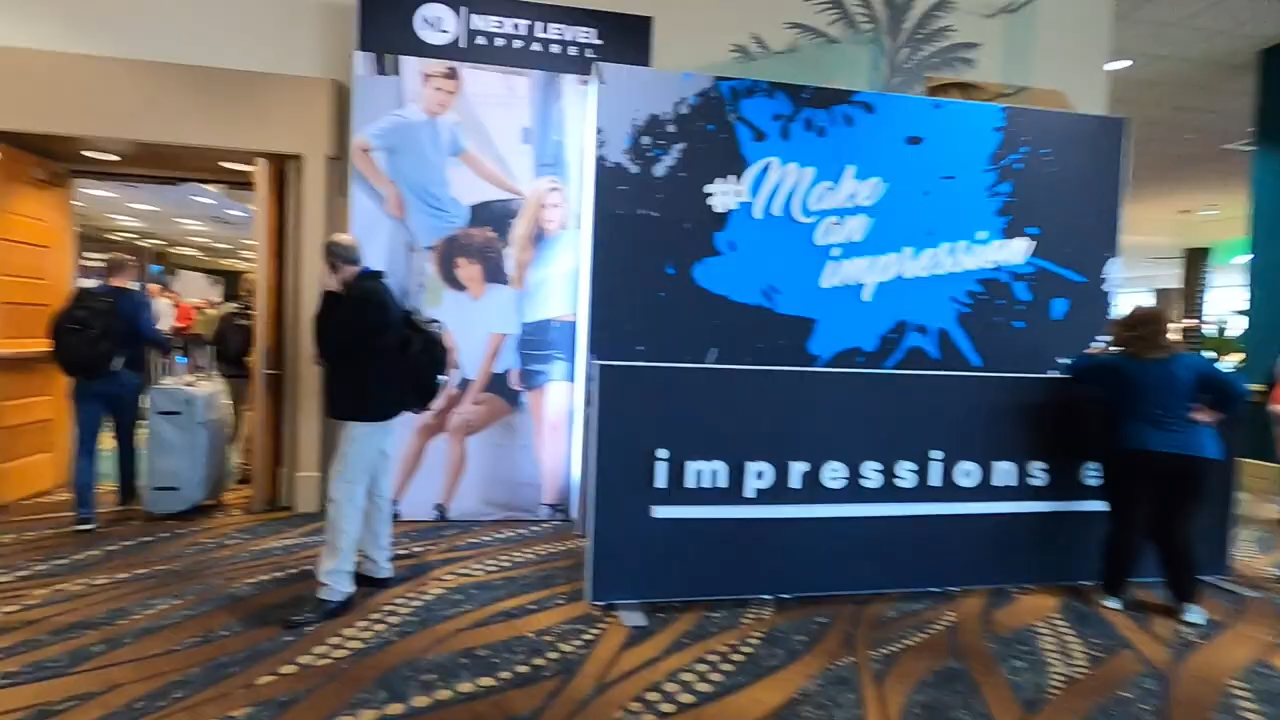 NL NEXT LEVEL
APPAREL
#Make
an
impression
impressions e